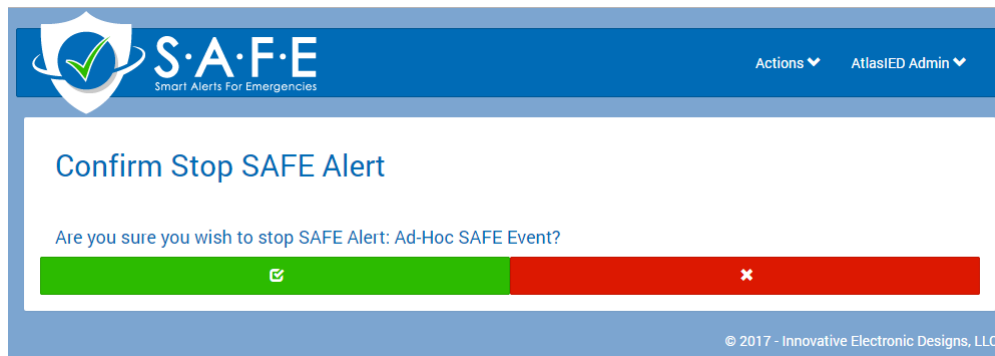 S·A·F·E
Smart Alerts For Emergencies
Actions
AtlasIED Admin
Confirm Stop SAFE Alert
Are you sure you wish to stop SAFE Alert: Ad-Hoc SAFE Event?
© 2017 - Innovative Electronic Designs, LLC